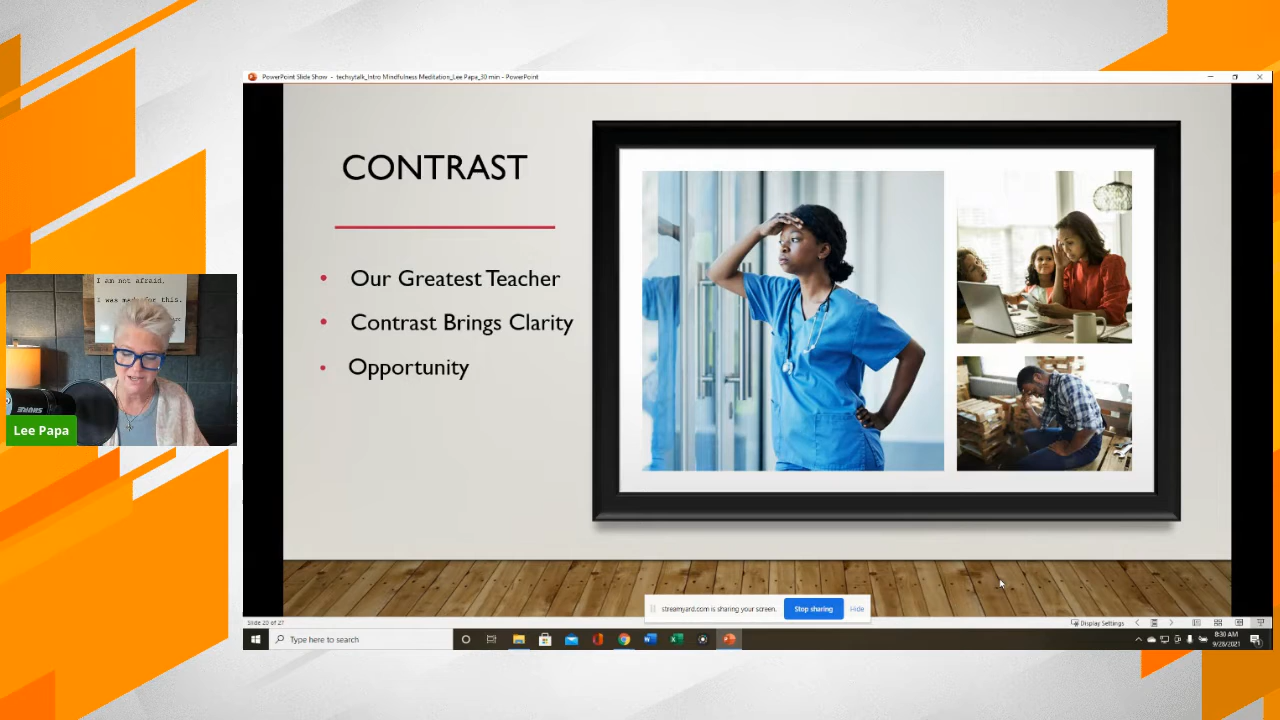 PowerPoint Slide Show - techsytalk_Intro Mindfulness Meditation_Lee Papa_30 min - PowerPoint
CONTRAST
Our Greatest Teacher
Contrast Brings Clarity
Opportunity
I am not afraid.
I was made for this.
Lee Papa
streamyard.com is sharing your screen.
Stop sharing
Hide
Slide 20 of 27
Display Settings
Type here to search
8:30 AM
9/28/2021